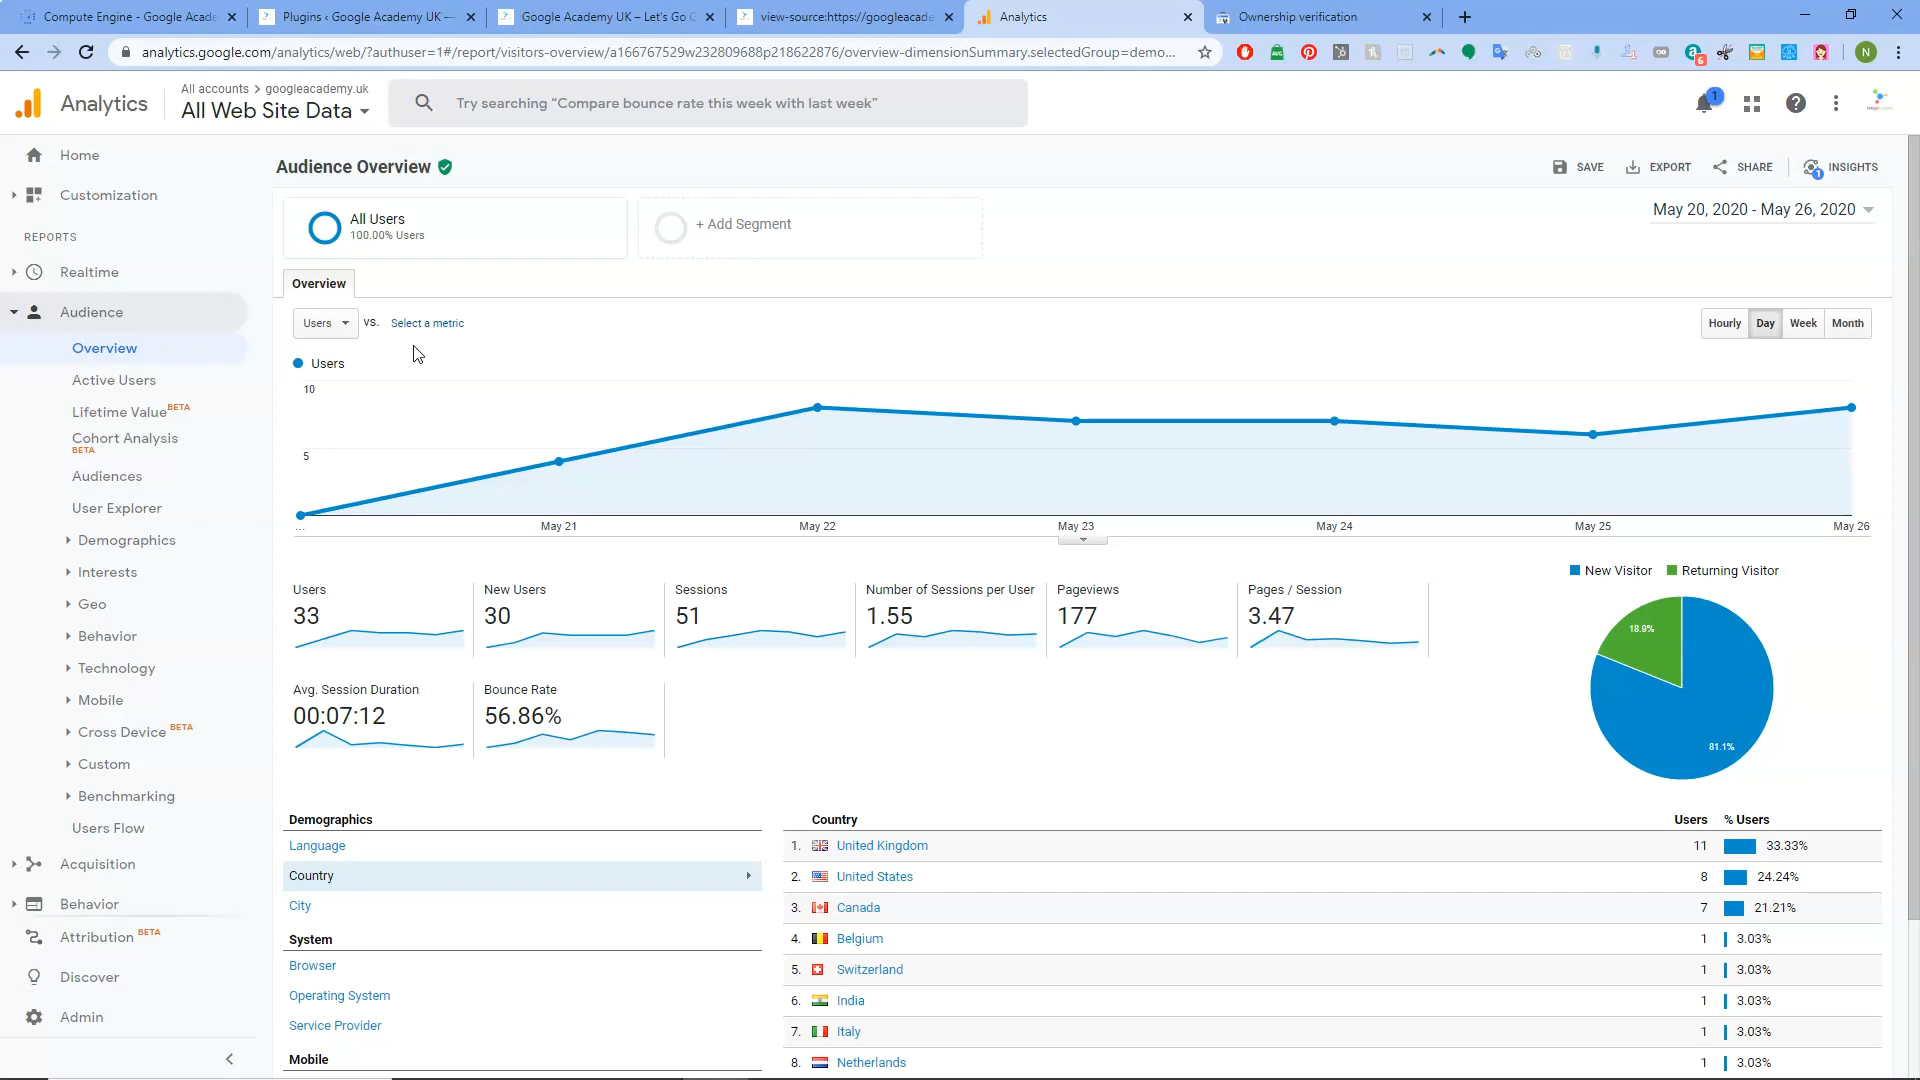 Compute Engine - Google Acade
Plugins ‹ Google Academy UK —
Google Academy UK – Let's Go G
view-source:https://googleacade
Analytics
Ownership verification
analytics.google.com/analytics/web/?authuser=1#/report/visitors-overview/a166767529w232809688p218622876/overview-dimensionSummary.selectedGroup=demo...
6
N
Analytics
All accounts > googleacademy.uk
All Web Site Data
Try searching “Compare bounce rate this week with last week”
1
Home
Customization
REPORTS
Realtime
Audience
Overview
Active Users
Lifetime Value BETA
Cohort Analysis
BETA
Audiences
User Explorer
Demographics
Interests
Geo
Behavior
Technology
Mobile
Cross Device BETA
Custom
Benchmarking
Users Flow
Acquisition
Behavior
Attribution BETA
Discover
Admin
Audience Overview
SAVE
EXPORT
SHARE
1
INSIGHTS
All Users
100.00% Users
+ Add Segment
May 20, 2020 - May 26, 2020
Overview
Users
VS.
Select a metric
Hourly
Day
Week
Month
Users
10
5
...
May 21
May 22
May 23
May 24
May 25
May 26
New Visitor
Returning Visitor
18.9%
81.1%
Users
33
New Users
30
Sessions
51
Number of Sessions per User
1.55
Pageviews
177
Pages / Session
3.47
Avg. Session Duration
00:07:12
Bounce Rate
56.86%
Demographics
Language
Country
City
System
Browser
Operating System
Service Provider
Mobile
Country Users % Users
1. United Kingdom 11 33.33%
2. United States 8 24.24%
3. Canada 7 21.21%
4. Belgium 1 3.03%
5. Switzerland 1 3.03%
6. India 1 3.03%
7. Italy 1 3.03%
8. Netherlands 1 3.03%